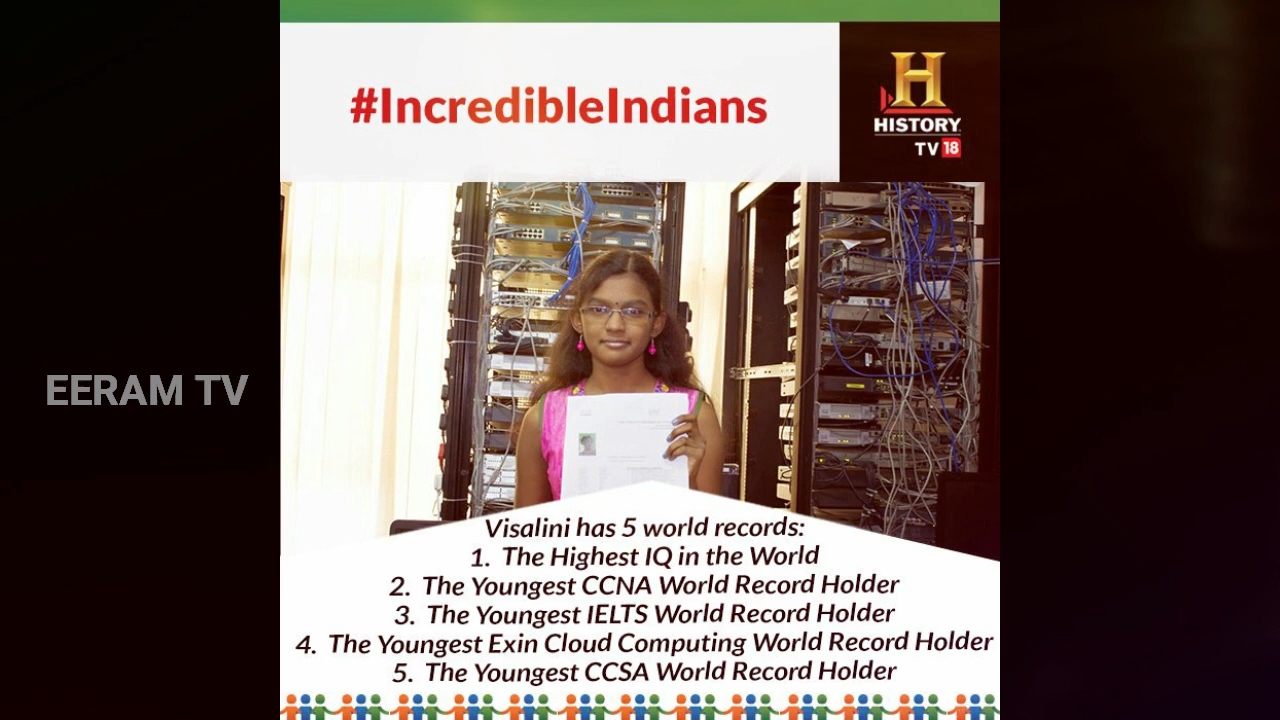 #IncredibleIndians
H
HISTORY
TV 18
EERAM TV
Visalini has 5 world records:
1. The Highest IQ in the World
2. The Youngest CCNA World Record Holder
3. The Youngest IELTS World Record Holder
4. The Youngest Exin Cloud Computing World Record Holder
5. The Youngest CCSA World Record Holder